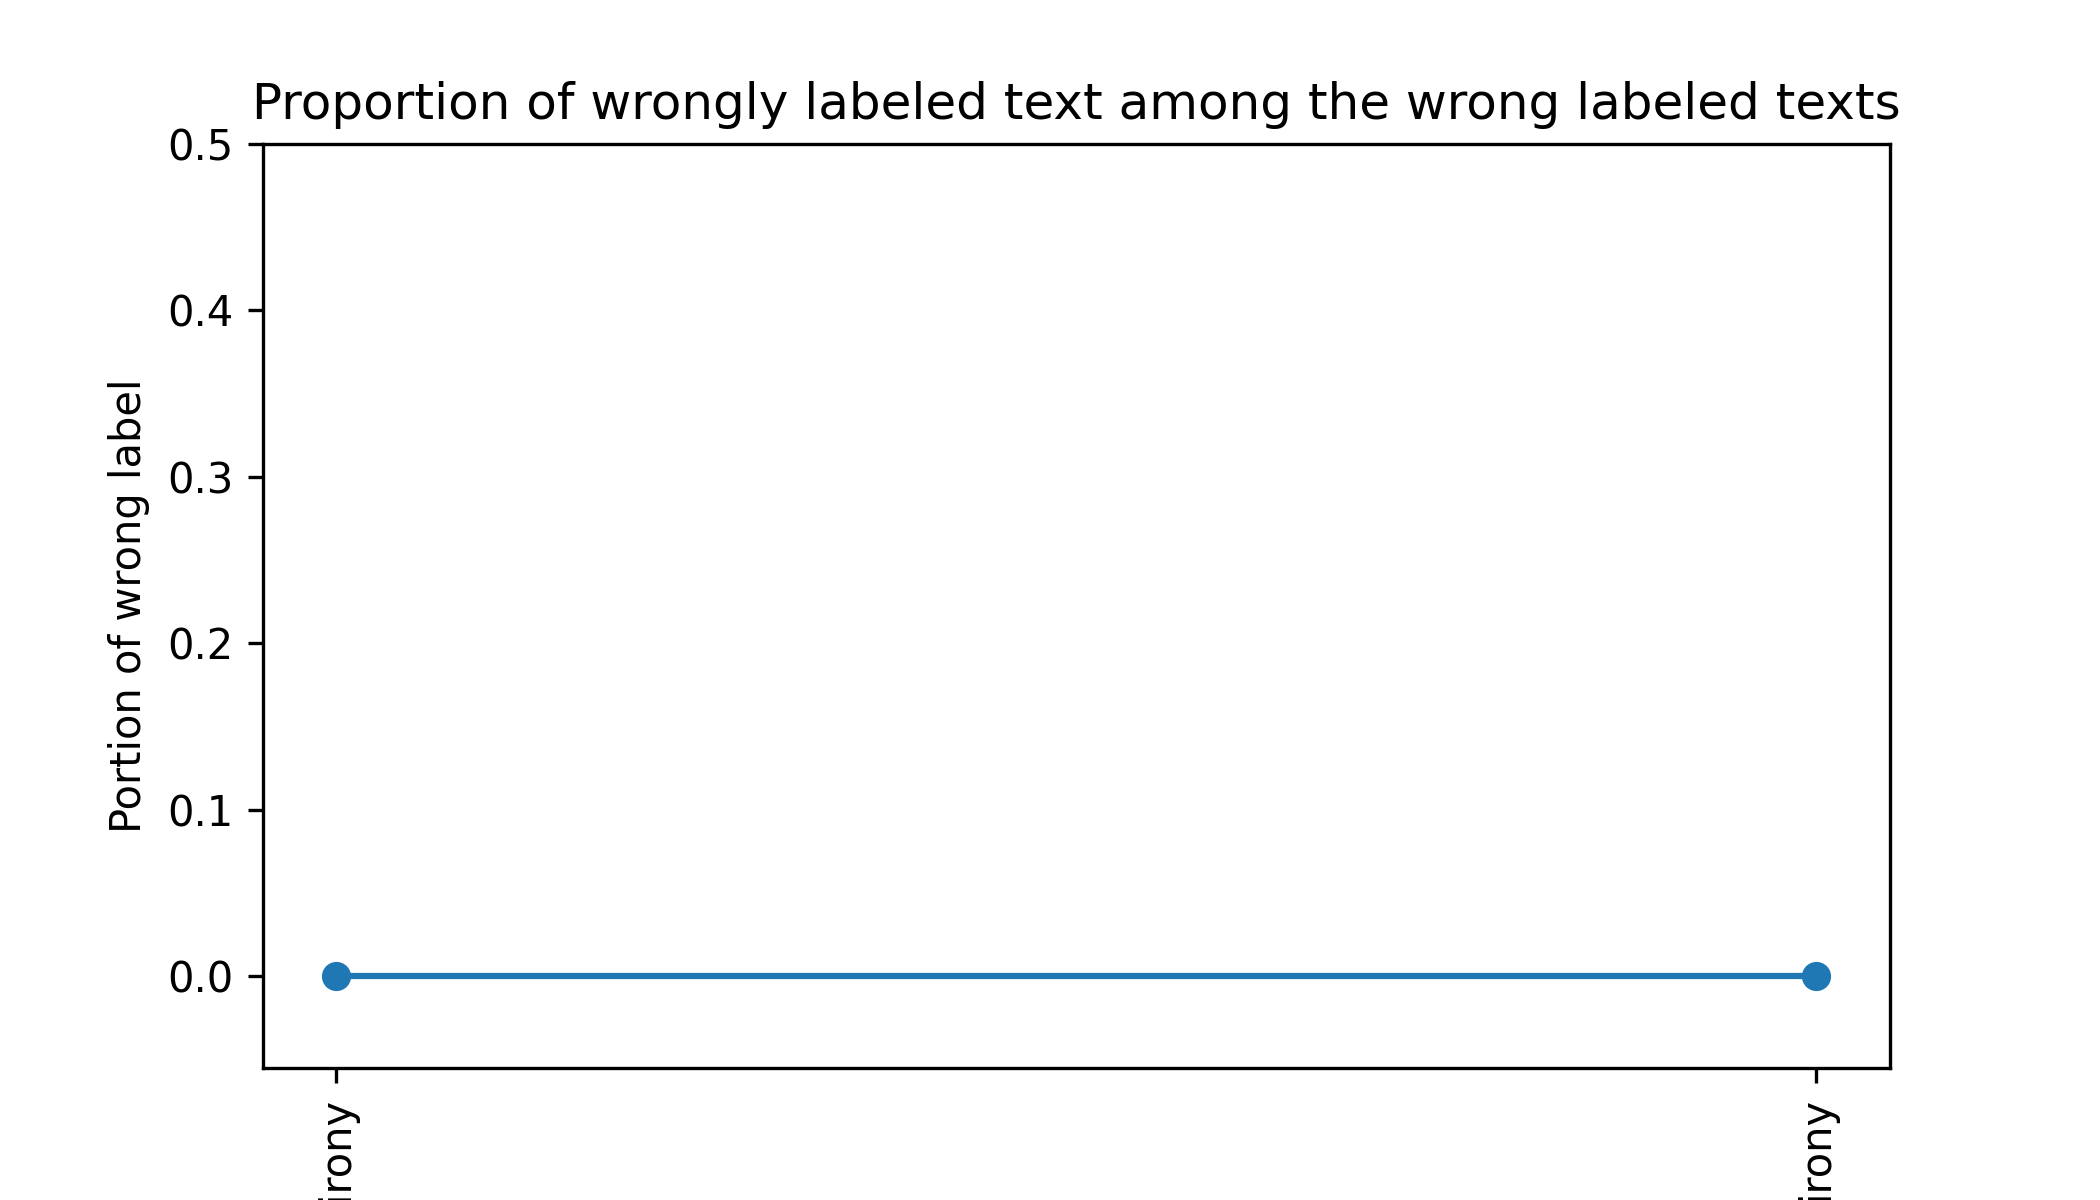 Proportion of wrongly labeled text among the wrong labeled texts
Portion of wrong label
0.5
0.4
0.3
0.2
0.1
0.0
irony
irony